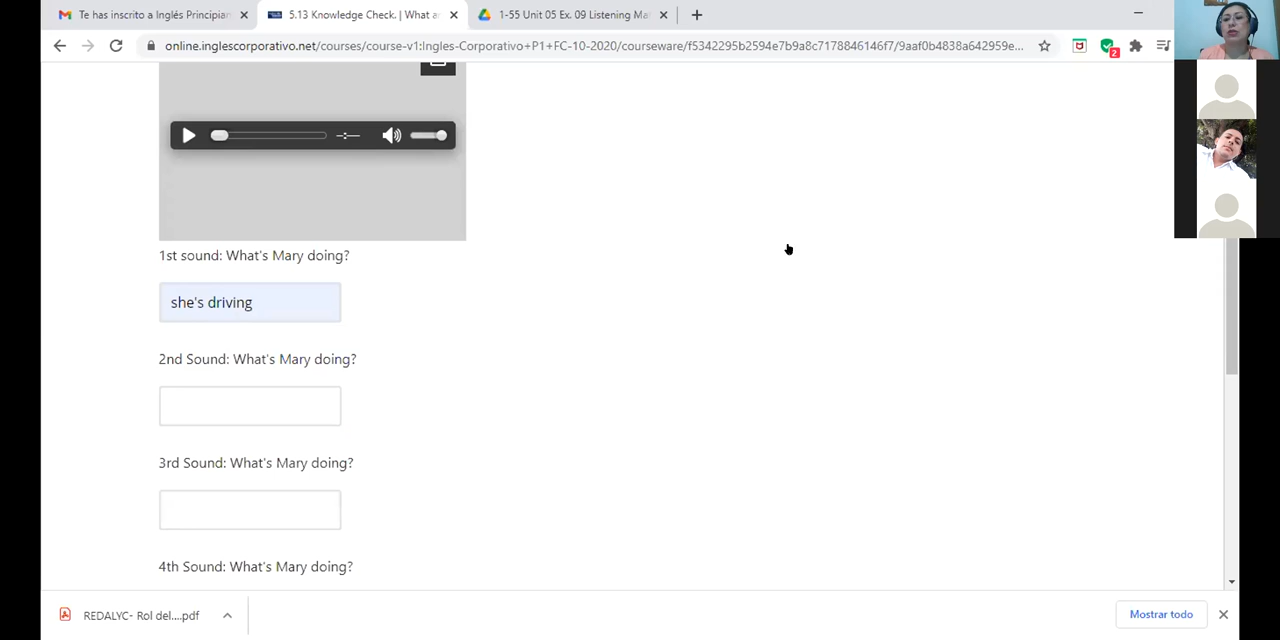 Te has inscrito a Inglés Principian
5.13 Knowledge Check. | What a
1-55 Unit 05 Ex. 09 Listening Ma
online.inglescorporativo.net/courses/course-v1:Ingles-Corporativo+P1+FC-10-2020/courseware/f5342295b2594e7b9a8c7178846146f7/9aaf0b4838a642959e...
2
1st sound: What's Mary doing?
she's driving
2nd Sound: What's Mary doing?
3rd Sound: What's Mary doing?
4th Sound: What's Mary doing?
REDALYC- Rol del....pdf
Mostrar todo